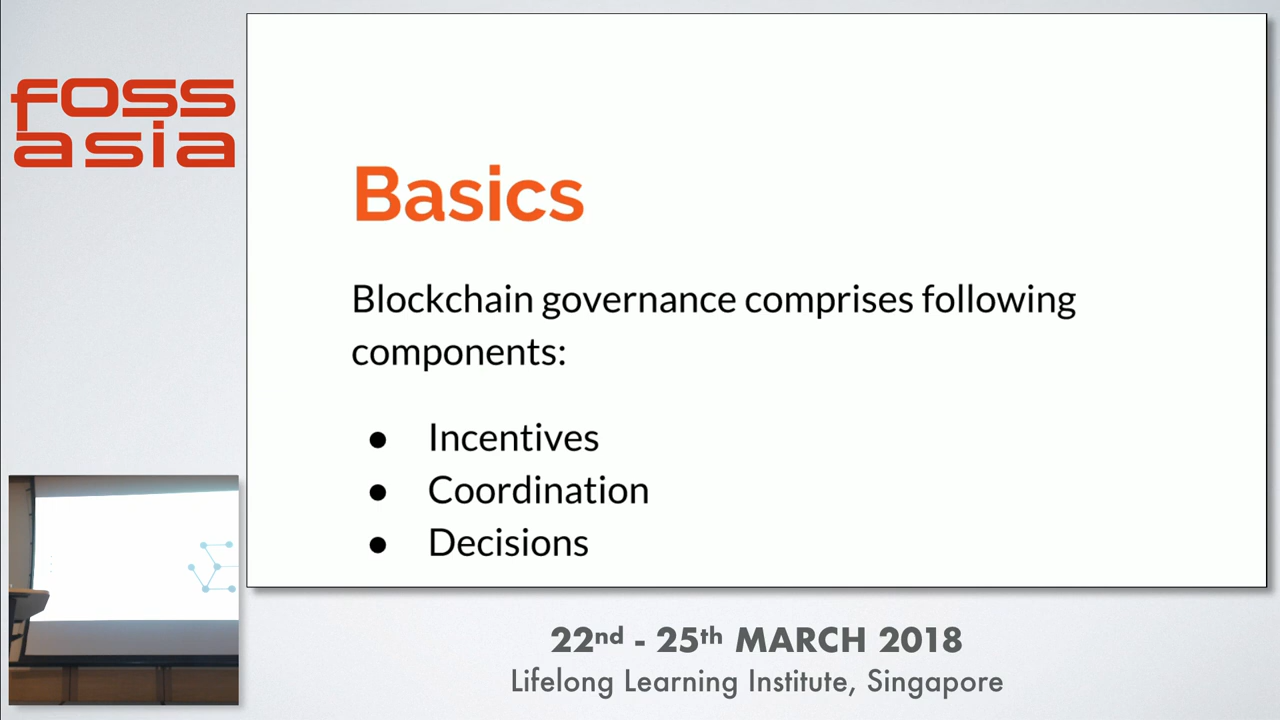 foss
asia
Basics
Blockchain governance comprises following
components:
● Incentives
● Coordination
● Decisions
22nd - 25th MARCH 2018
Lifelong Learning Institute, Singapore